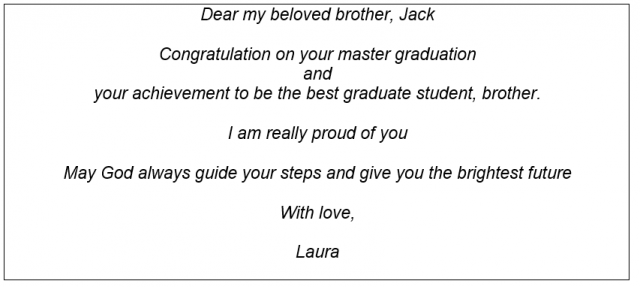 Dear my beloved brother, Jack
Congratulation on your master graduation
and
your achievement to be the best graduate student, brother.
I am really proud of you
May God always guide your steps and give you the brightest future
With love,
Laura